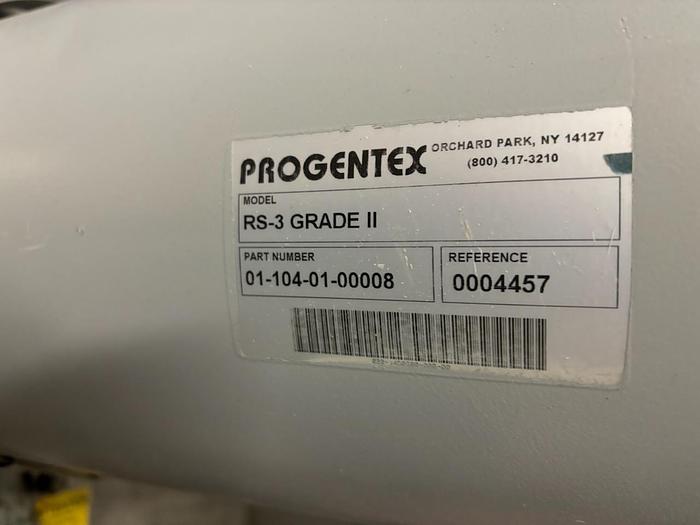 PROGENTEX
ORCHARD PARK, NY 14127
(800) 417-3210
MODEL
RS-3 GRADE II
PART NUMBER
01-104-01-00008
REFERENCE
0004457